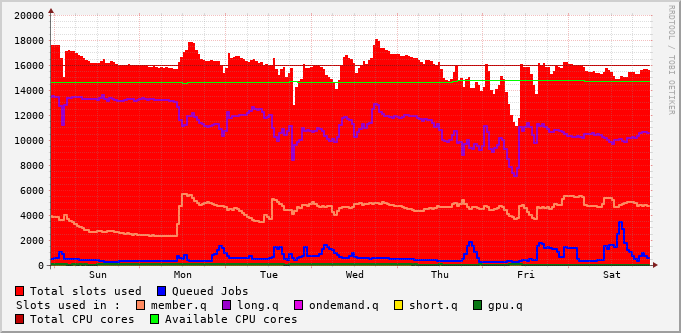 20000
18000
16000
14000
12000
10000
8000
6000
4000
2000
0
Sun Mon Tue Wed Thu Fri Sat
RRDTOOL / TOBI OETIKER
Total slots used Queued Jobs
Slots used in : member.q long.q ondemand.q short.q gpu.q
Total CPU cores Available CPU cores